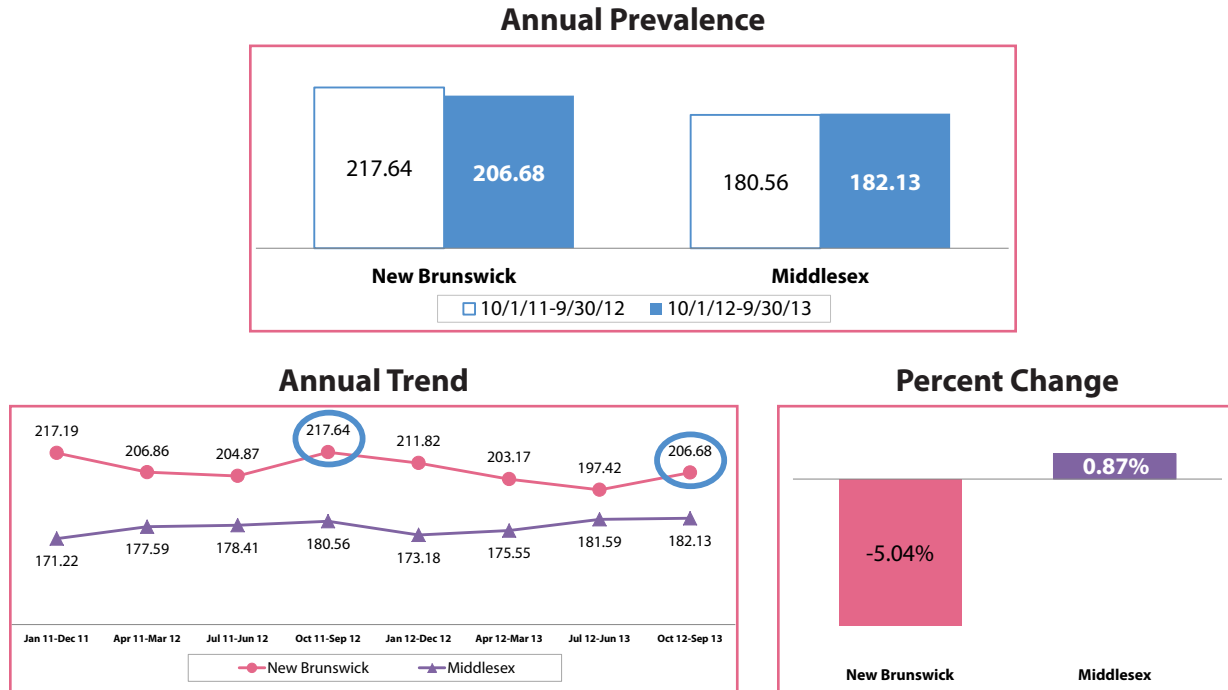 Annual Prevalence
217.64
206.68
180.56
182.13
New Brunswick
Middlesex
10/1/11-9/30/12
10/1/12-9/30/13
Annual Trend
217.19
206.86
204.87
217.64
211.82
203.17
197.42
206.68
171.22
177.59
178.41
180.56
173.18
175.55
181.59
182.13
Jan 11-Dec 11
Apr 11-Mar 12
Jul 11-Jun 12
Oct 11-Sep 12
Jan 12-Dec 12
Apr 12-Mar 13
Jul 12-Jun 13
Oct 12-Sep 13
New Brunswick
Middlesex
Percent Change
0.87%
-5.04%
New Brunswick
Middlesex